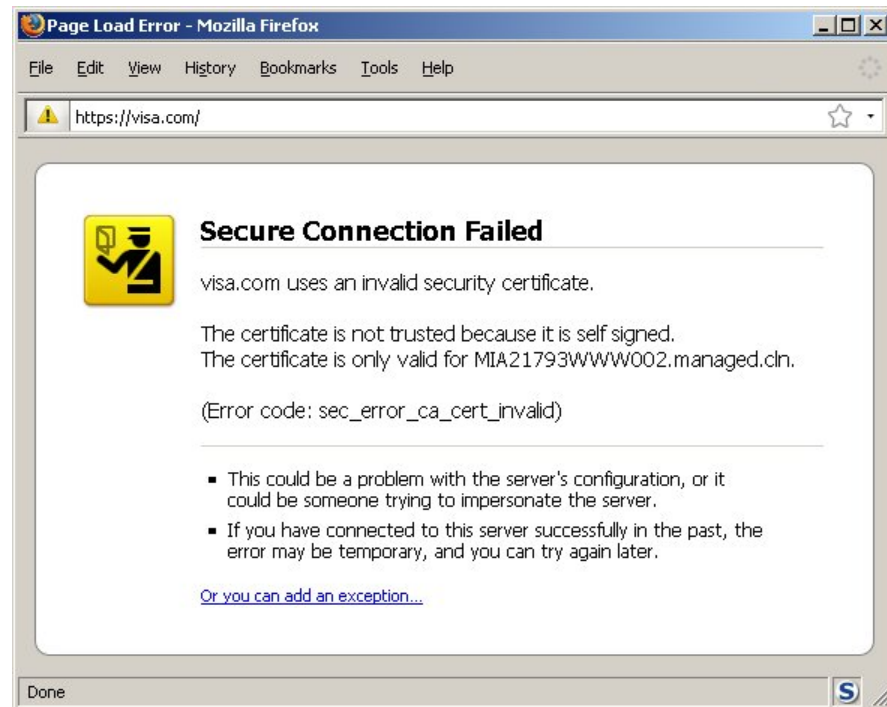 Page Load Error - Mozilla Firefox
File Edit View History Bookmarks Tools Help
https://visa.com/
Secure Connection Failed
visa.com uses an invalid security certificate.
The certificate is not trusted because it is self signed.
The certificate is only valid for MIA21793WWW002.managed.cln.
(Error code: sec_error_ca_cert_invalid)
This could be a problem with the server's configuration, or it
could be someone trying to impersonate the server.
If you have connected to this server successfully in the past, the
error may be temporary, and you can try again later.
Or you can add an exception...
Done
S